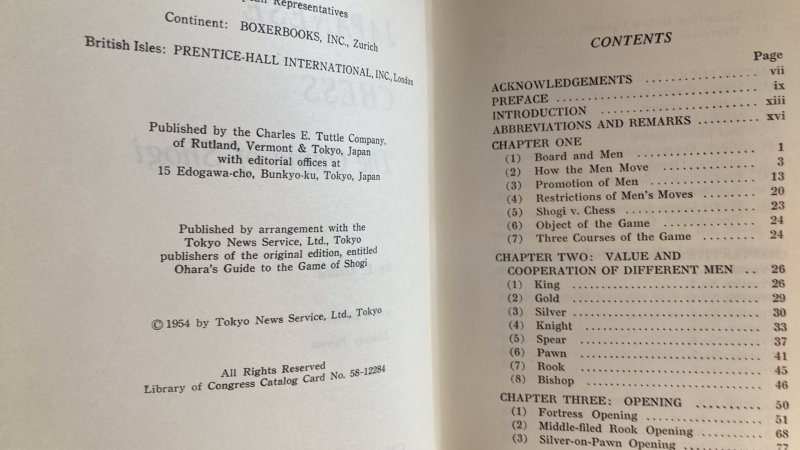 Representatives
Continent: BOXERBOOKS, INC., Zurich
British Isles: PRENTICE-HALL INTERNATIONAL, INC., London
Published by the Charles E. Tuttle Company,
of Rutland, Vermont & Tokyo, Japan
with editorial offices at
15 Edogawa-cho, Bunkyo-ku, Tokyo, Japan
Published by arrangement with the
Tokyo News Service, Ltd., Tokyo
publishers of the original edition, entitled
Ohara's Guide to the Game of Shogi
© 1954 by Tokyo News Service, Ltd., Tokyo
All Rights Reserved
Library of Congress Catalog Card No. 58-12284
CONTENTS
Page
ACKNOWLEDGEMENTS ................ vii
PREFACE ................ ix
INTRODUCTION ................ xiii
ABBREVIATIONS AND REMARKS .......... xvi
CHAPTER ONE ................ 1
(1) Board and Men ................ 1
(2) How the Men Move ................ 3
(3) Promotion of Men ................ 13
(4) Restrictions of Men's Moves ........ 20
(5) Shogi v. Chess ................ 23
(6) Object of the Game ................ 24
(7) Three Courses of the Game ........ 24
CHAPTER TWO: VALUE AND
COOPERATION OF DIFFERENT MEN .. 26
(1) King ................ 26
(2) Gold ................ 29
(3) Silver ................ 30
(4) Knight ................ 33
(5) Spear ................ 37
(6) Pawn ................ 41
(7) Rook ................ 45
(8) Bishop ................ 46
CHAPTER THREE: OPENING .......... 50
(1) Fortress Opening ................ 51
(2) Middle-filed Rook Opening ........ 68
(3) Silver-on-Pawn Opening .......... 77